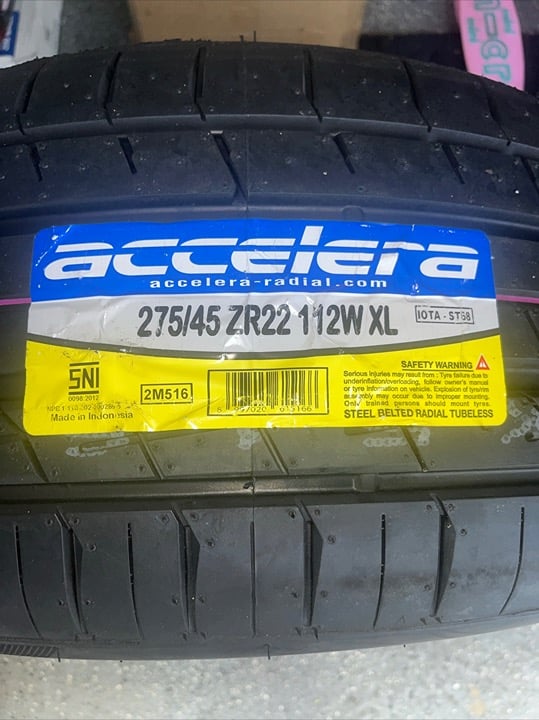 accelera
accelera-radial.com
275/45 ZR22 112W XL
IOTA - ST68
SNI
0098:2012
Made in Indonesia
2M516
SAFETY WARNING
Serious injuries may result from : Tyre failure due to
underinflation/overloading, follow owner's manual
or tyre information on vehicle. Explosion of tyre/rim
assembly may occur due to improper mounting.
Only trained persons should mount tyres.
STEEL BELTED RADIAL TUBELESS